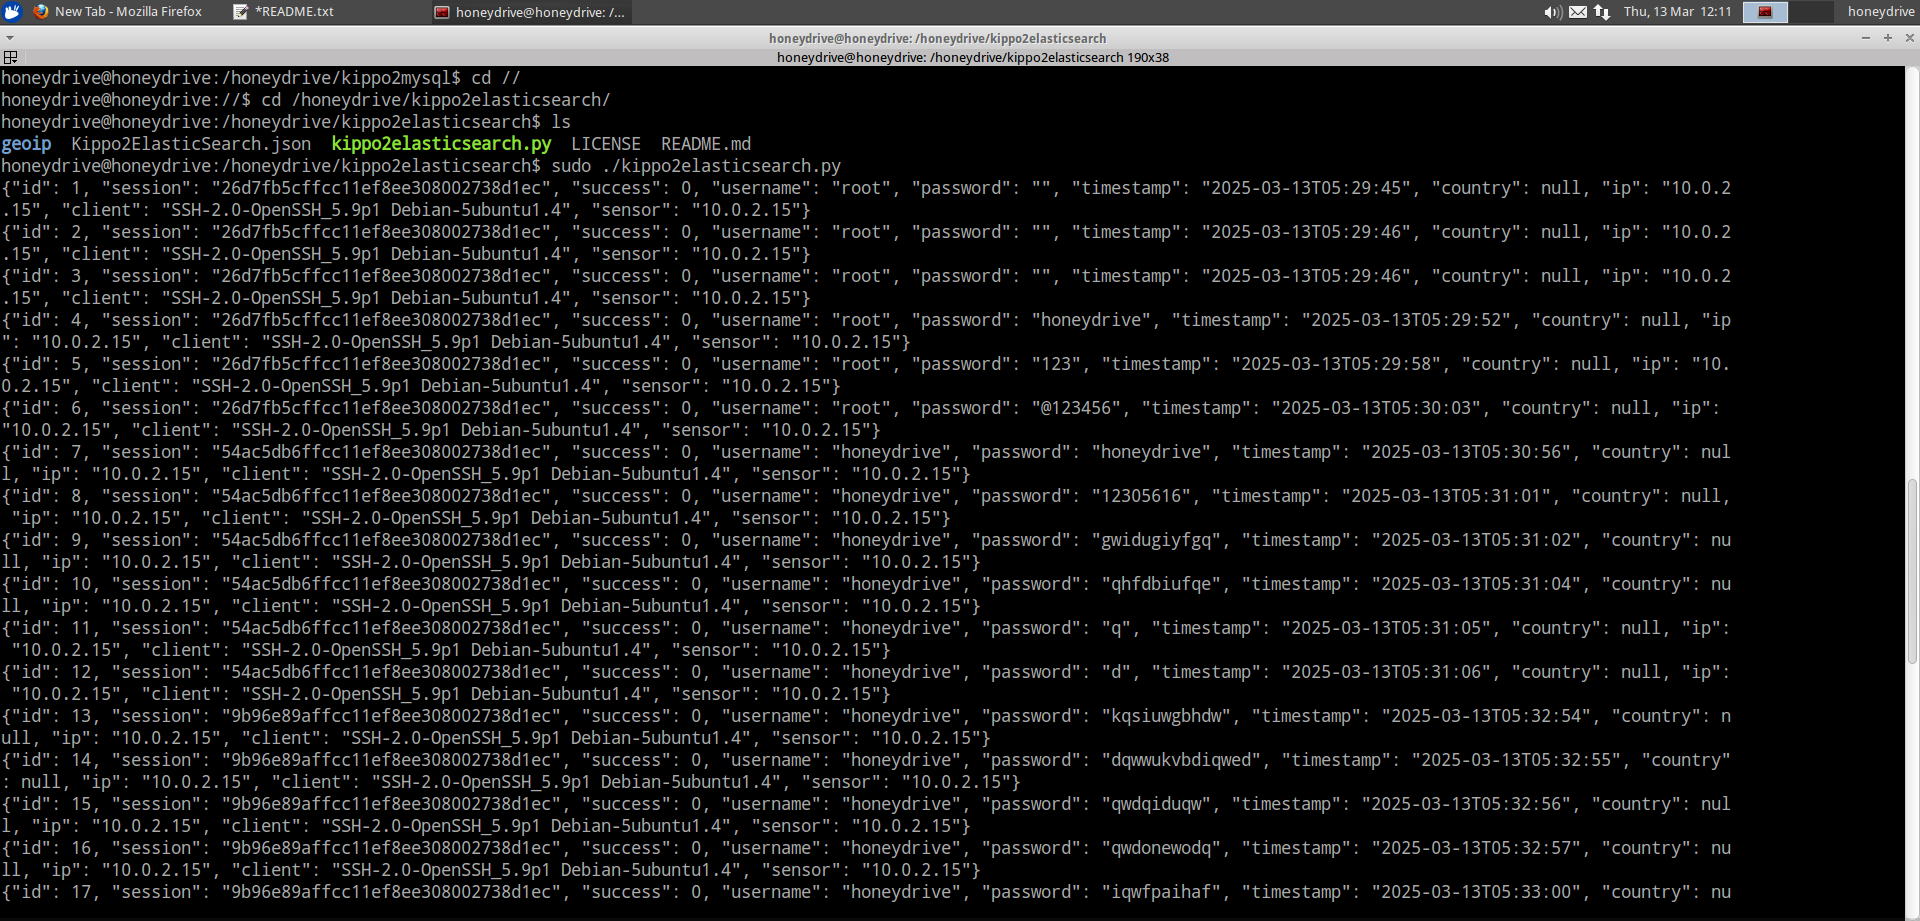 New Tab - Mozilla Firefox *README.txt honeydrive@honeydrive: /... Thu, 13 Mar 12:11 honeydrive
honeydrive@honeydrive: /honeydrive/kippo2elasticsearch
honeydrive@honeydrive: /honeydrive/kippo2elasticsearch 190x38
honeydrive@honeydrive:/honeydrive/kippo2mysql$ cd //
honeydrive@honeydrive://$ cd /honeydrive/kippo2elasticsearch/
honeydrive@honeydrive:/honeydrive/kippo2elasticsearch$ ls
geoip  Kippo2ElasticSearch.json  kippo2elasticsearch.py  LICENSE  README.md
honeydrive@honeydrive:/honeydrive/kippo2elasticsearch$ sudo ./kippo2elasticsearch.py
{"id": 1, "session": "26d7fb5cffcc11ef8ee308002738d1ec", "success": 0, "username": "root", "password": "", "timestamp": "2025-03-13T05:29:45", "country": null, "ip": "10.0.2
.15", "client": "SSH-2.0-OpenSSH_5.9p1 Debian-5ubuntu1.4", "sensor": "10.0.2.15"}
{"id": 2, "session": "26d7fb5cffcc11ef8ee308002738d1ec", "success": 0, "username": "root", "password": "", "timestamp": "2025-03-13T05:29:46", "country": null, "ip": "10.0.2
.15", "client": "SSH-2.0-OpenSSH_5.9p1 Debian-5ubuntu1.4", "sensor": "10.0.2.15"}
{"id": 3, "session": "26d7fb5cffcc11ef8ee308002738d1ec", "success": 0, "username": "root", "password": "", "timestamp": "2025-03-13T05:29:46", "country": null, "ip": "10.0.2
.15", "client": "SSH-2.0-OpenSSH_5.9p1 Debian-5ubuntu1.4", "sensor": "10.0.2.15"}
{"id": 4, "session": "26d7fb5cffcc11ef8ee308002738d1ec", "success": 0, "username": "root", "password": "honeydrive", "timestamp": "2025-03-13T05:29:52", "country": null, "ip
": "10.0.2.15", "client": "SSH-2.0-OpenSSH_5.9p1 Debian-5ubuntu1.4", "sensor": "10.0.2.15"}
{"id": 5, "session": "26d7fb5cffcc11ef8ee308002738d1ec", "success": 0, "username": "root", "password": "123", "timestamp": "2025-03-13T05:29:58", "country": null, "ip": "10.
0.2.15", "client": "SSH-2.0-OpenSSH_5.9p1 Debian-5ubuntu1.4", "sensor": "10.0.2.15"}
{"id": 6, "session": "26d7fb5cffcc11ef8ee308002738d1ec", "success": 0, "username": "root", "password": "@123456", "timestamp": "2025-03-13T05:30:03", "country": null, "ip":
"10.0.2.15", "client": "SSH-2.0-OpenSSH_5.9p1 Debian-5ubuntu1.4", "sensor": "10.0.2.15"}
{"id": 7, "session": "54ac5db6ffcc11ef8ee308002738d1ec", "success": 0, "username": "honeydrive", "password": "honeydrive", "timestamp": "2025-03-13T05:30:56", "country": nul
l, "ip": "10.0.2.15", "client": "SSH-2.0-OpenSSH_5.9p1 Debian-5ubuntu1.4", "sensor": "10.0.2.15"}
{"id": 8, "session": "54ac5db6ffcc11ef8ee308002738d1ec", "success": 0, "username": "honeydrive", "password": "12305616", "timestamp": "2025-03-13T05:31:01", "country": null,
 "ip": "10.0.2.15", "client": "SSH-2.0-OpenSSH_5.9p1 Debian-5ubuntu1.4", "sensor": "10.0.2.15"}
{"id": 9, "session": "54ac5db6ffcc11ef8ee308002738d1ec", "success": 0, "username": "honeydrive", "password": "gwidugiyfgq", "timestamp": "2025-03-13T05:31:02", "country": nu
ll, "ip": "10.0.2.15", "client": "SSH-2.0-OpenSSH_5.9p1 Debian-5ubuntu1.4", "sensor": "10.0.2.15"}
{"id": 10, "session": "54ac5db6ffcc11ef8ee308002738d1ec", "success": 0, "username": "honeydrive", "password": "qhfdbiufqe", "timestamp": "2025-03-13T05:31:04", "country": nu
ll, "ip": "10.0.2.15", "client": "SSH-2.0-OpenSSH_5.9p1 Debian-5ubuntu1.4", "sensor": "10.0.2.15"}
{"id": 11, "session": "54ac5db6ffcc11ef8ee308002738d1ec", "success": 0, "username": "honeydrive", "password": "q", "timestamp": "2025-03-13T05:31:05", "country": null, "ip":
 "10.0.2.15", "client": "SSH-2.0-OpenSSH_5.9p1 Debian-5ubuntu1.4", "sensor": "10.0.2.15"}
{"id": 12, "session": "54ac5db6ffcc11ef8ee308002738d1ec", "success": 0, "username": "honeydrive", "password": "d", "timestamp": "2025-03-13T05:31:06", "country": null, "ip":
 "10.0.2.15", "client": "SSH-2.0-OpenSSH_5.9p1 Debian-5ubuntu1.4", "sensor": "10.0.2.15"}
{"id": 13, "session": "9b96e89affcc11ef8ee308002738d1ec", "success": 0, "username": "honeydrive", "password": "kqsiuwgbhdw", "timestamp": "2025-03-13T05:32:54", "country": n
ull, "ip": "10.0.2.15", "client": "SSH-2.0-OpenSSH_5.9p1 Debian-5ubuntu1.4", "sensor": "10.0.2.15"}
{"id": 14, "session": "9b96e89affcc11ef8ee308002738d1ec", "success": 0, "username": "honeydrive", "password": "dqwwukvbdiqwed", "timestamp": "2025-03-13T05:32:55", "country"
: null, "ip": "10.0.2.15", "client": "SSH-2.0-OpenSSH_5.9p1 Debian-5ubuntu1.4", "sensor": "10.0.2.15"}
{"id": 15, "session": "9b96e89affcc11ef8ee308002738d1ec", "success": 0, "username": "honeydrive", "password": "qwdqiduqw", "timestamp": "2025-03-13T05:32:56", "country": nul
l, "ip": "10.0.2.15", "client": "SSH-2.0-OpenSSH_5.9p1 Debian-5ubuntu1.4", "sensor": "10.0.2.15"}
{"id": 16, "session": "9b96e89affcc11ef8ee308002738d1ec", "success": 0, "username": "honeydrive", "password": "qwdonewodq", "timestamp": "2025-03-13T05:32:57", "country": nu
ll, "ip": "10.0.2.15", "client": "SSH-2.0-OpenSSH_5.9p1 Debian-5ubuntu1.4", "sensor": "10.0.2.15"}
{"id": 17, "session": "9b96e89affcc11ef8ee308002738d1ec", "success": 0, "username": "honeydrive", "password": "iqwfpaihaf", "timestamp": "2025-03-13T05:33:00", "country": nu